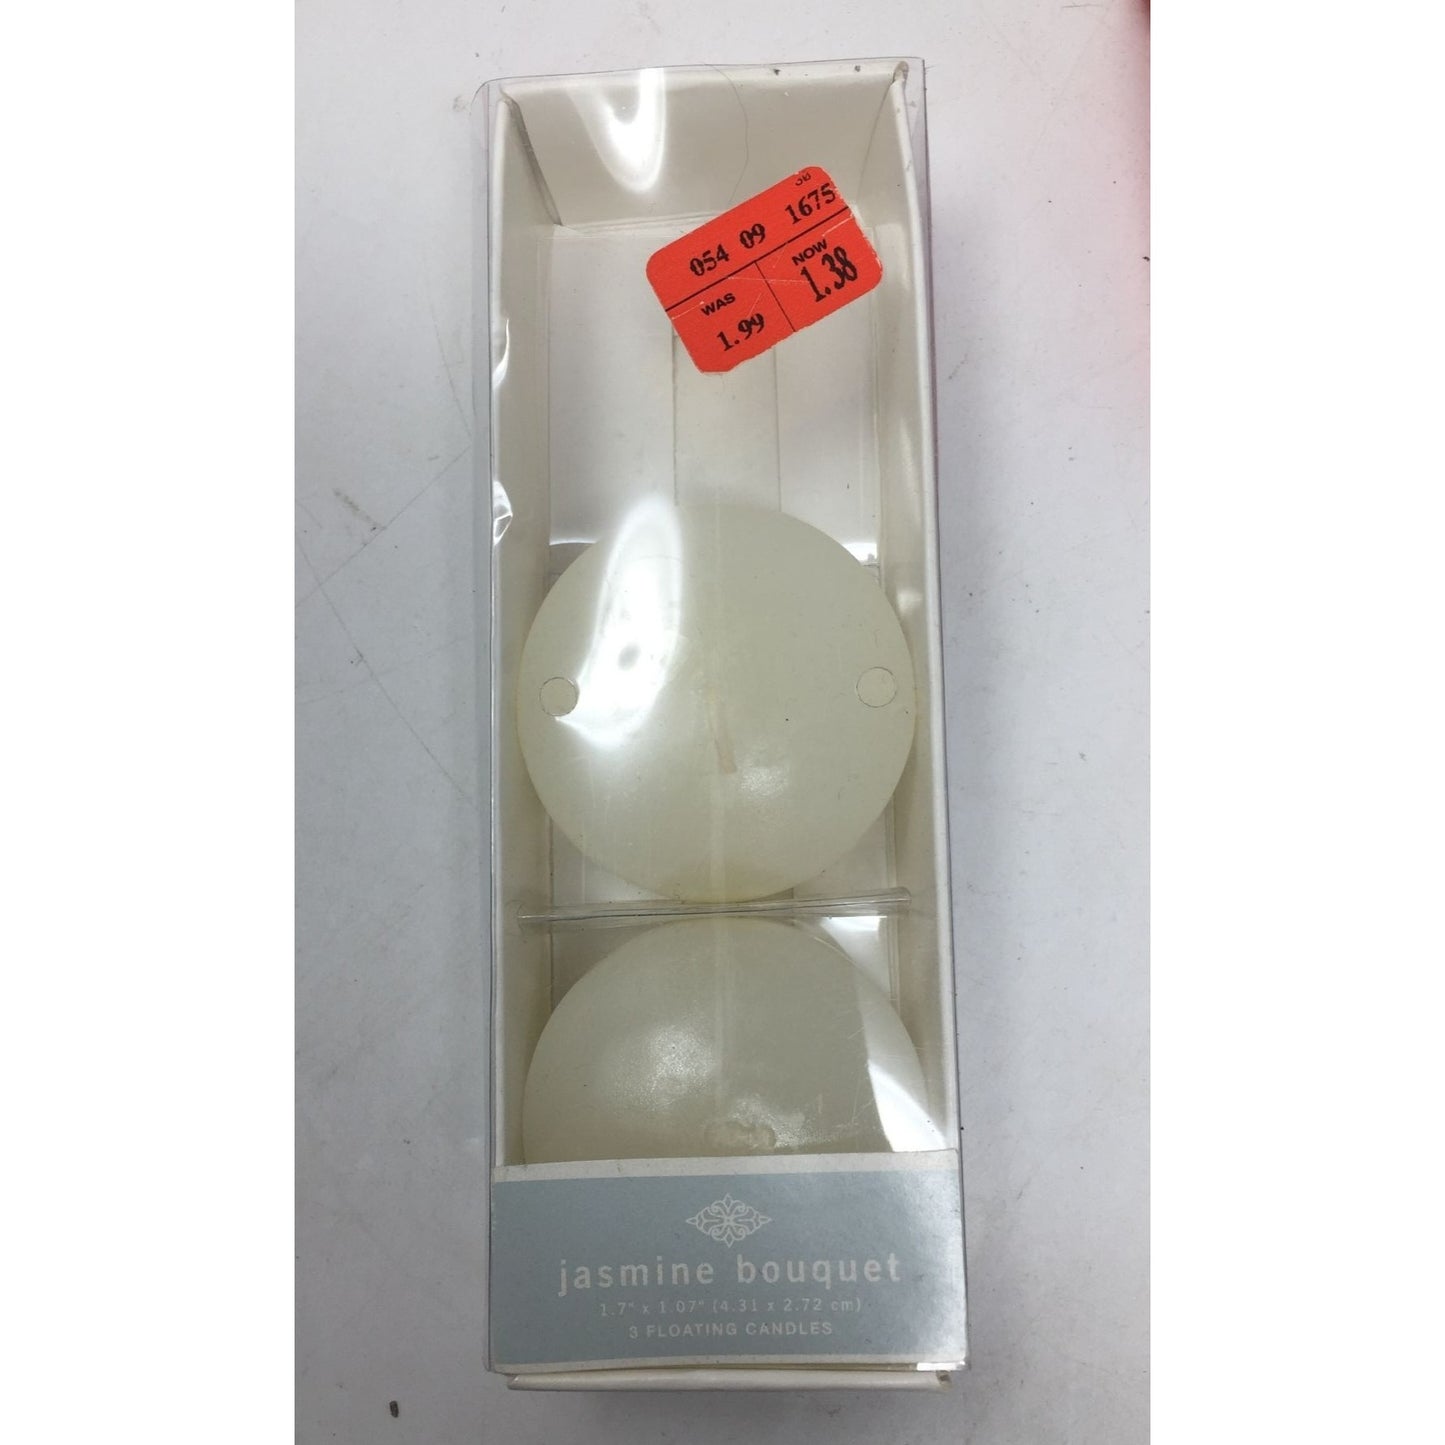 38
054 09 1675
WAS NOW
1.99 1.38
jasmine bouquet
1.7" x 1.07" (4.31 x 2.72 cm)
3 FLOATING CANDLES